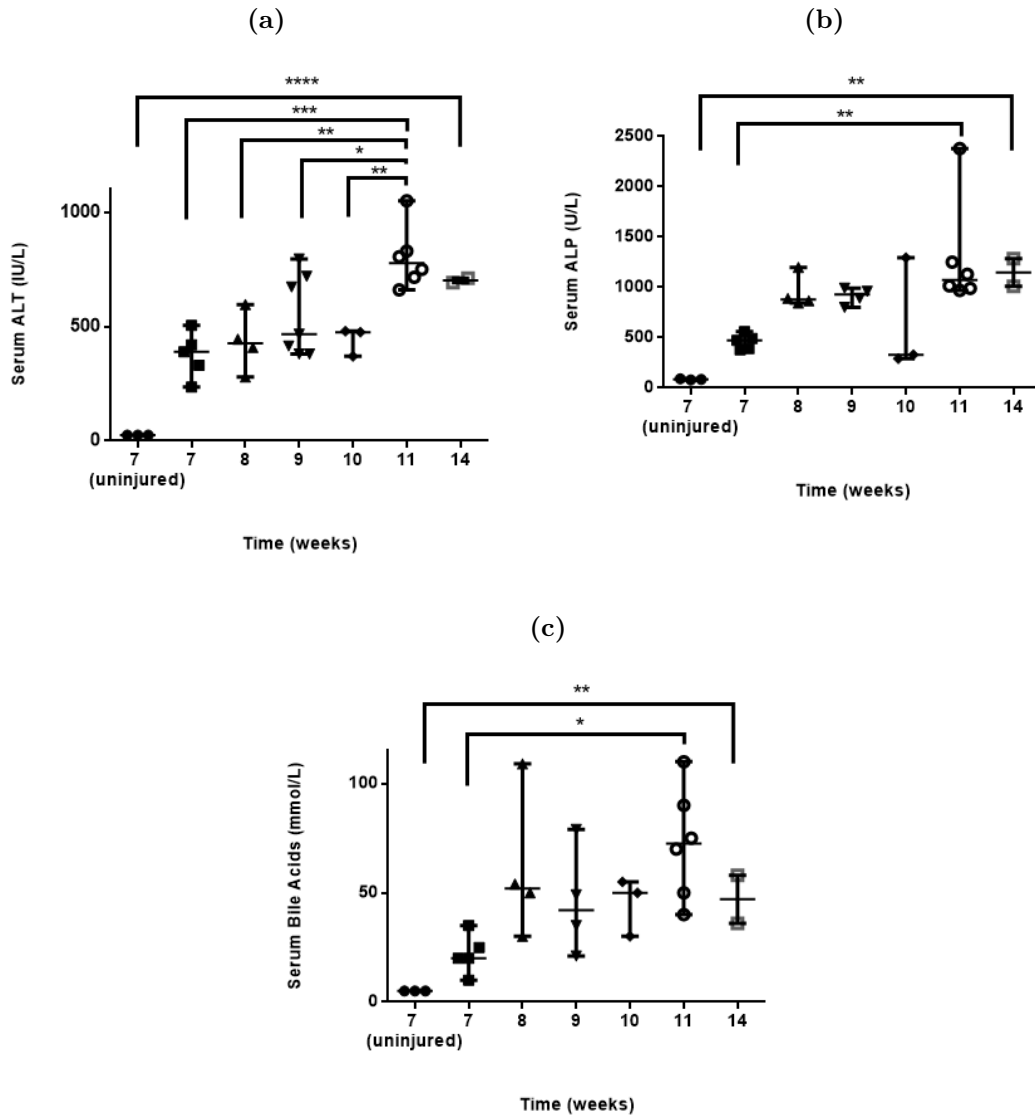 (a)
****
***
**
*
**
1000
500
0
Serum ALT (IU/L)
7 7 8 9 10 11 14
(uninjured)
Time (weeks)
(b)
**
**
2500
2000
1500
1000
500
0
Serum ALP (U/L)
7 7 8 9 10 11 14
(uninjured)
Time (weeks)
(c)
**
*
100
50
0
Serum Bile Acids (mmol/L)
7 7 8 9 10 11 14
(uninjured)
Time (weeks)